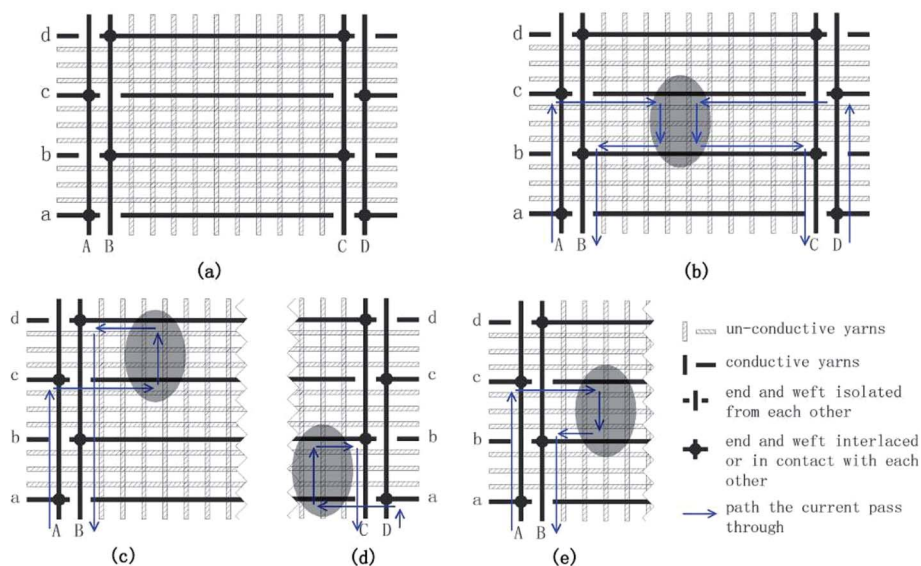 d
c
b
a
A B C D
(a)
d
c
b
a
A B C D
(b)
d
c
b
a
A B
(c)
d
c
b
a
C D
(d)
d
c
b
a
A B
(e)
un-conductive yarns
conductive yarns
end and weft isolated
from each other
end and weft interlaced
or in contact with each
other
path the current pass
through